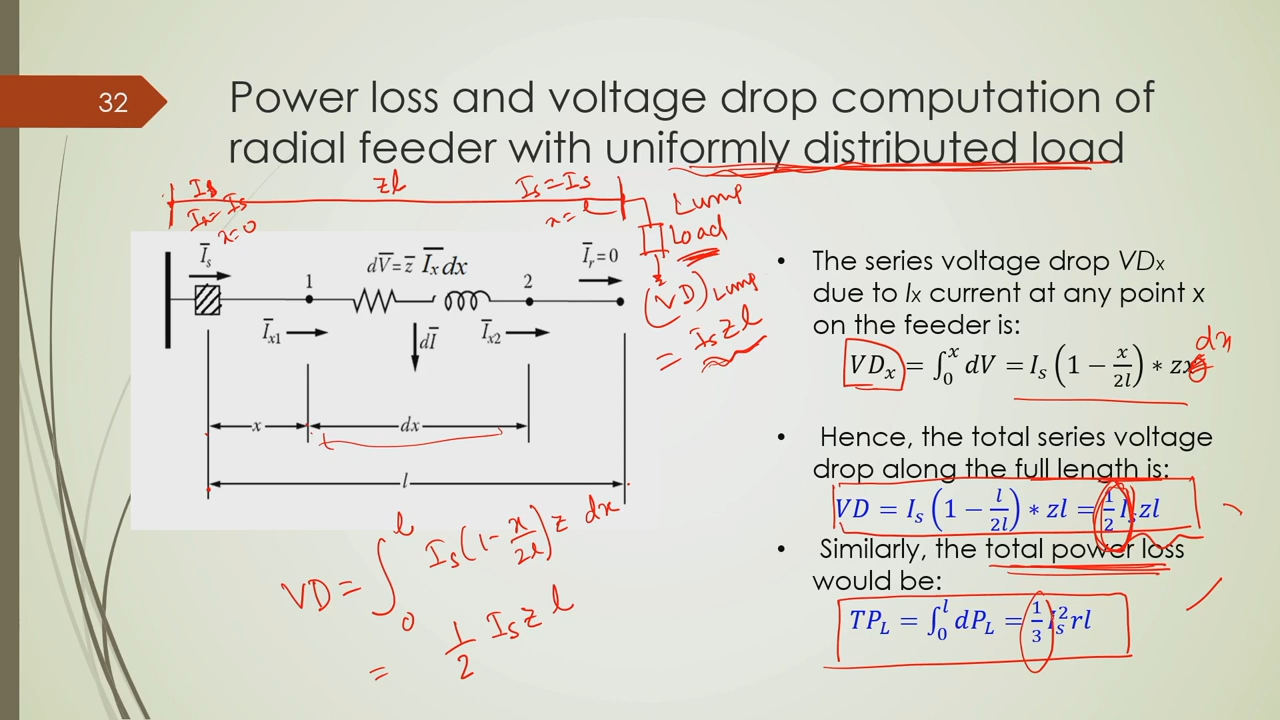 32
Power loss and voltage drop computation of
radial feeder with uniformly distributed load
Is
Ix = Is
x=0
zl
Is = Is
x = l
Lump
Load
(VD) Lump
= Is z l
I̅s
dV̅=z̅ I̅x dx
I̅r=0
1
2
I̅x1
dI̅
I̅x2
x
dx
l
VD = ∫₀ˡ Is (1 - x/2l) z dx
= 1/2 Is z l
• The series voltage drop VDx
due to Ix current at any point x
on the feeder is:
VDx = ∫₀ˣ dV = Is (1 − x/2l) ∗ zx
dx
• Hence, the total series voltage
drop along the full length is:
VD = Is (1 − l/2l) ∗ zl = 1/2 Is zl
• Similarly, the total power loss
would be:
TPL = ∫₀ˡ dPL = 1/3 Is² rl